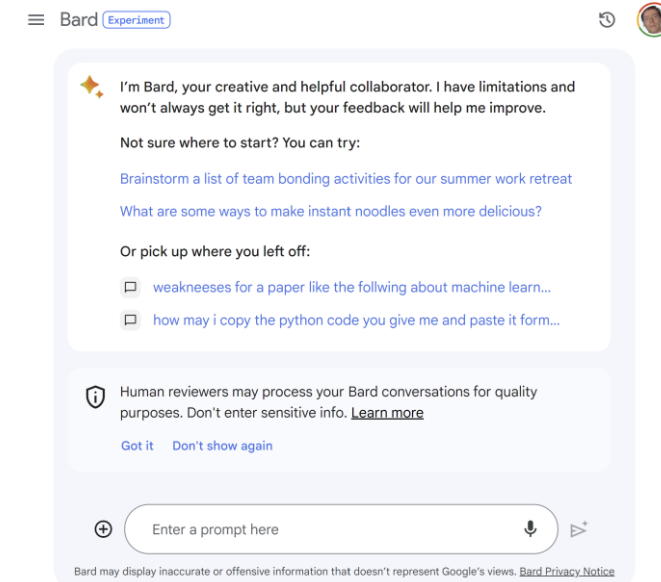 Bard Experiment
I'm Bard, your creative and helpful collaborator. I have limitations and
won't always get it right, but your feedback will help me improve.
Not sure where to start? You can try:
Brainstorm a list of team bonding activities for our summer work retreat
What are some ways to make instant noodles even more delicious?
Or pick up where you left off:
weakneeses for a paper like the follwing about machine learn...
how may i copy the python code you give me and paste it form...
Human reviewers may process your Bard conversations for quality
purposes. Don't enter sensitive info. Learn more
Got it Don't show again
Enter a prompt here
Bard may display inaccurate or offensive information that doesn't represent Google's views. Bard Privacy Notice